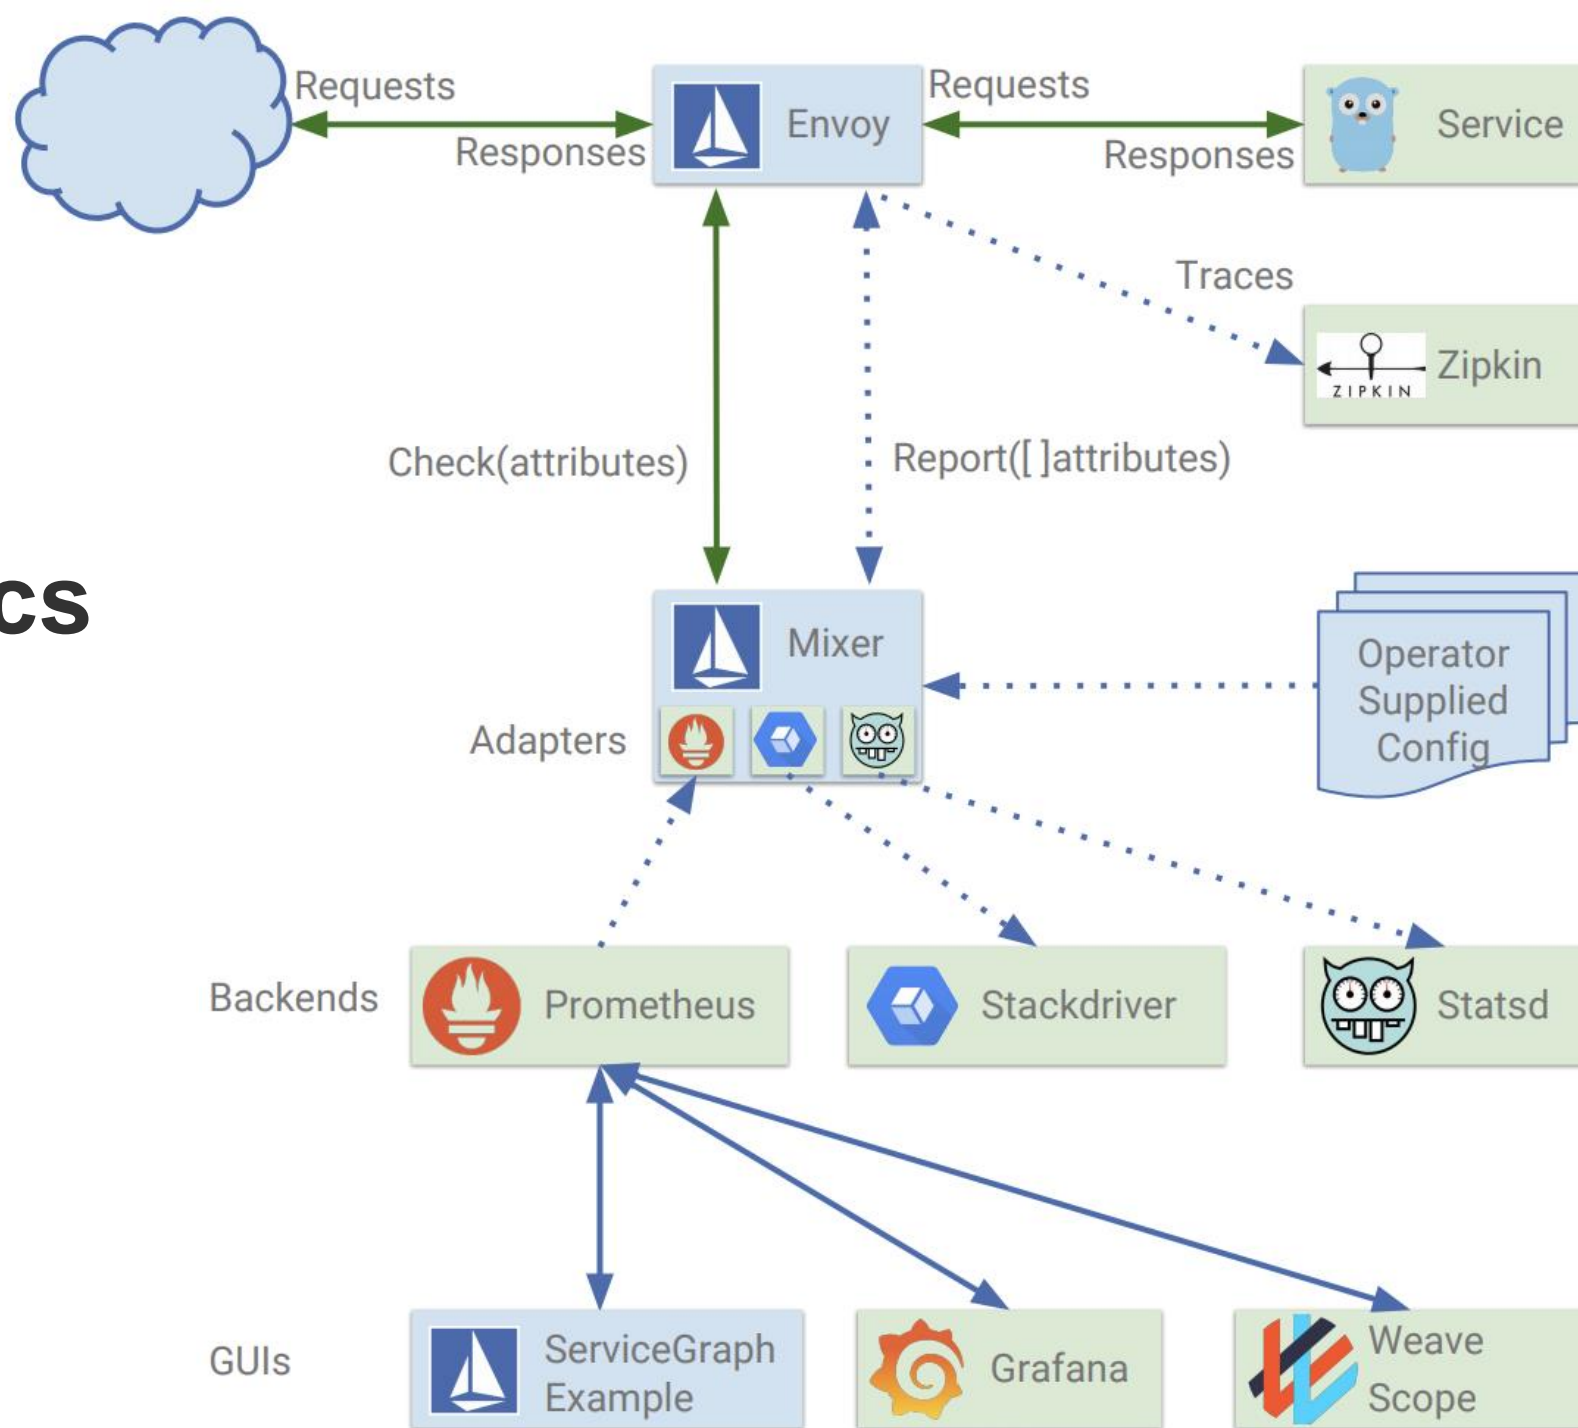 Requests
Responses
Envoy
Requests
Responses
Service
Traces
ZIPKIN
Zipkin
Check(attributes)
Report([ ]attributes)
cs
Mixer
Adapters
Operator
Supplied
Config
Backends
Prometheus
Stackdriver
Statsd
GUIs
ServiceGraph
Example
Grafana
Weave
Scope